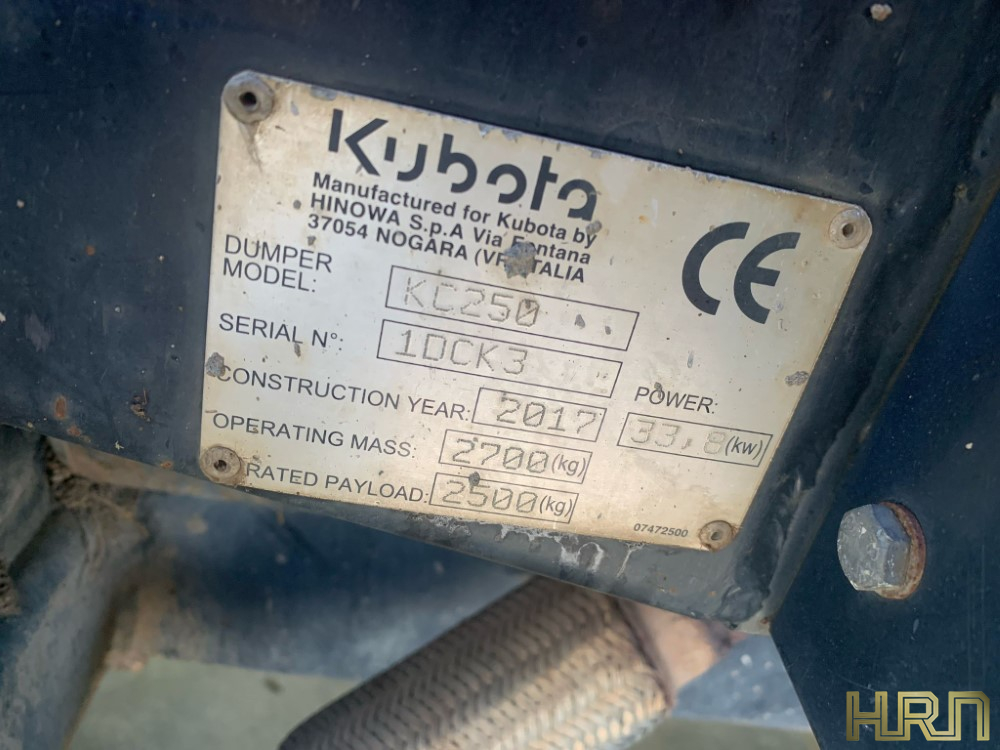 Kubota
Manufactured for Kubota by
HINOWA S.p.A Via Fontana
37054 NOGARA (VR) ITALIA
CE
DUMPER
MODEL: KC250
SERIAL N°: 1DCK3
CONSTRUCTION YEAR: 2017
POWER: 33,8(kw)
OPERATING MASS: 2700(kg)
RATED PAYLOAD: 2500(kg)
07472500
HRN